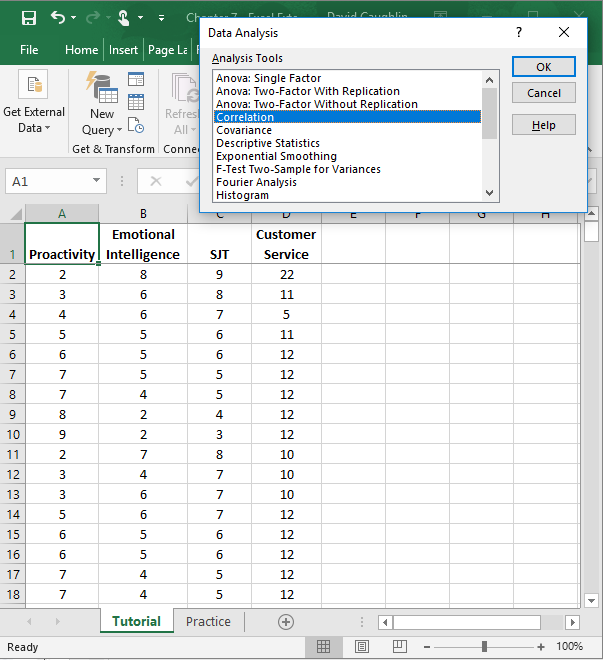 Chapter 7 - Excel Exte David Caughlin
File Home Insert Page La
Get External
Data
New
Query
Refresh
All
Get & Transform Conne
Data Analysis ? ×
Analysis Tools
Anova: Single Factor
Anova: Two-Factor With Replication
Anova: Two-Factor Without Replication
Correlation
Covariance
Descriptive Statistics
Exponential Smoothing
F-Test Two-Sample for Variances
Fourier Analysis
Histogram
OK
Cancel
Help
A1
A B C D E F G H
1 Proactivity Emotional Intelligence SJT Customer Service
2 2 8 9 22
3 3 6 8 11
4 4 6 7 5
5 5 5 6 11
6 6 5 6 12
7 7 5 5 12
8 7 4 5 12
9 8 2 4 12
10 9 2 3 12
11 2 7 8 10
12 3 4 7 10
13 3 6 7 10
14 5 6 7 12
15 6 5 6 12
16 6 5 6 12
17 7 4 5 12
18 7 4 5 12
Tutorial Practice
Ready 100%